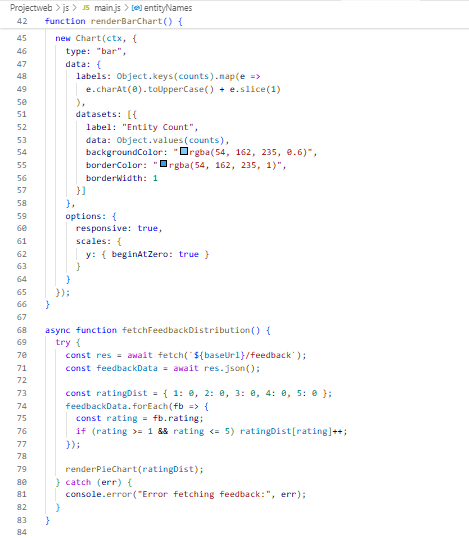 Projectweb > js > JS main.js > [∅] entityNames
42 function renderBarChart() {
45 new Chart(ctx, {
46 type: "bar",
47 data: {
48 labels: Object.keys(counts).map(e =>
49 e.charAt(0).toUpperCase() + e.slice(1)
50 ),
51 datasets: [{
52 label: "Entity Count",
53 data: Object.values(counts),
54 backgroundColor: "rgba(54, 162, 235, 0.6)",
55 borderColor: "rgba(54, 162, 235, 1)",
56 borderWidth: 1
57 }]
58 },
59 options: {
60 responsive: true,
61 scales: {
62 y: { beginAtZero: true }
63 }
64 }
65 });
66 }
67
68 async function fetchFeedbackDistribution() {
69 try {
70 const res = await fetch(`${baseUrl}/feedback`);
71 const feedbackData = await res.json();
72
73 const ratingDist = { 1: 0, 2: 0, 3: 0, 4: 0, 5: 0 };
74 feedbackData.forEach(fb => {
75 const rating = fb.rating;
76 if (rating >= 1 && rating <= 5) ratingDist[rating]++;
77 });
78
79 renderPieChart(ratingDist);
80 } catch (err) {
81 console.error("Error fetching feedback:", err);
82 }
83 }
84